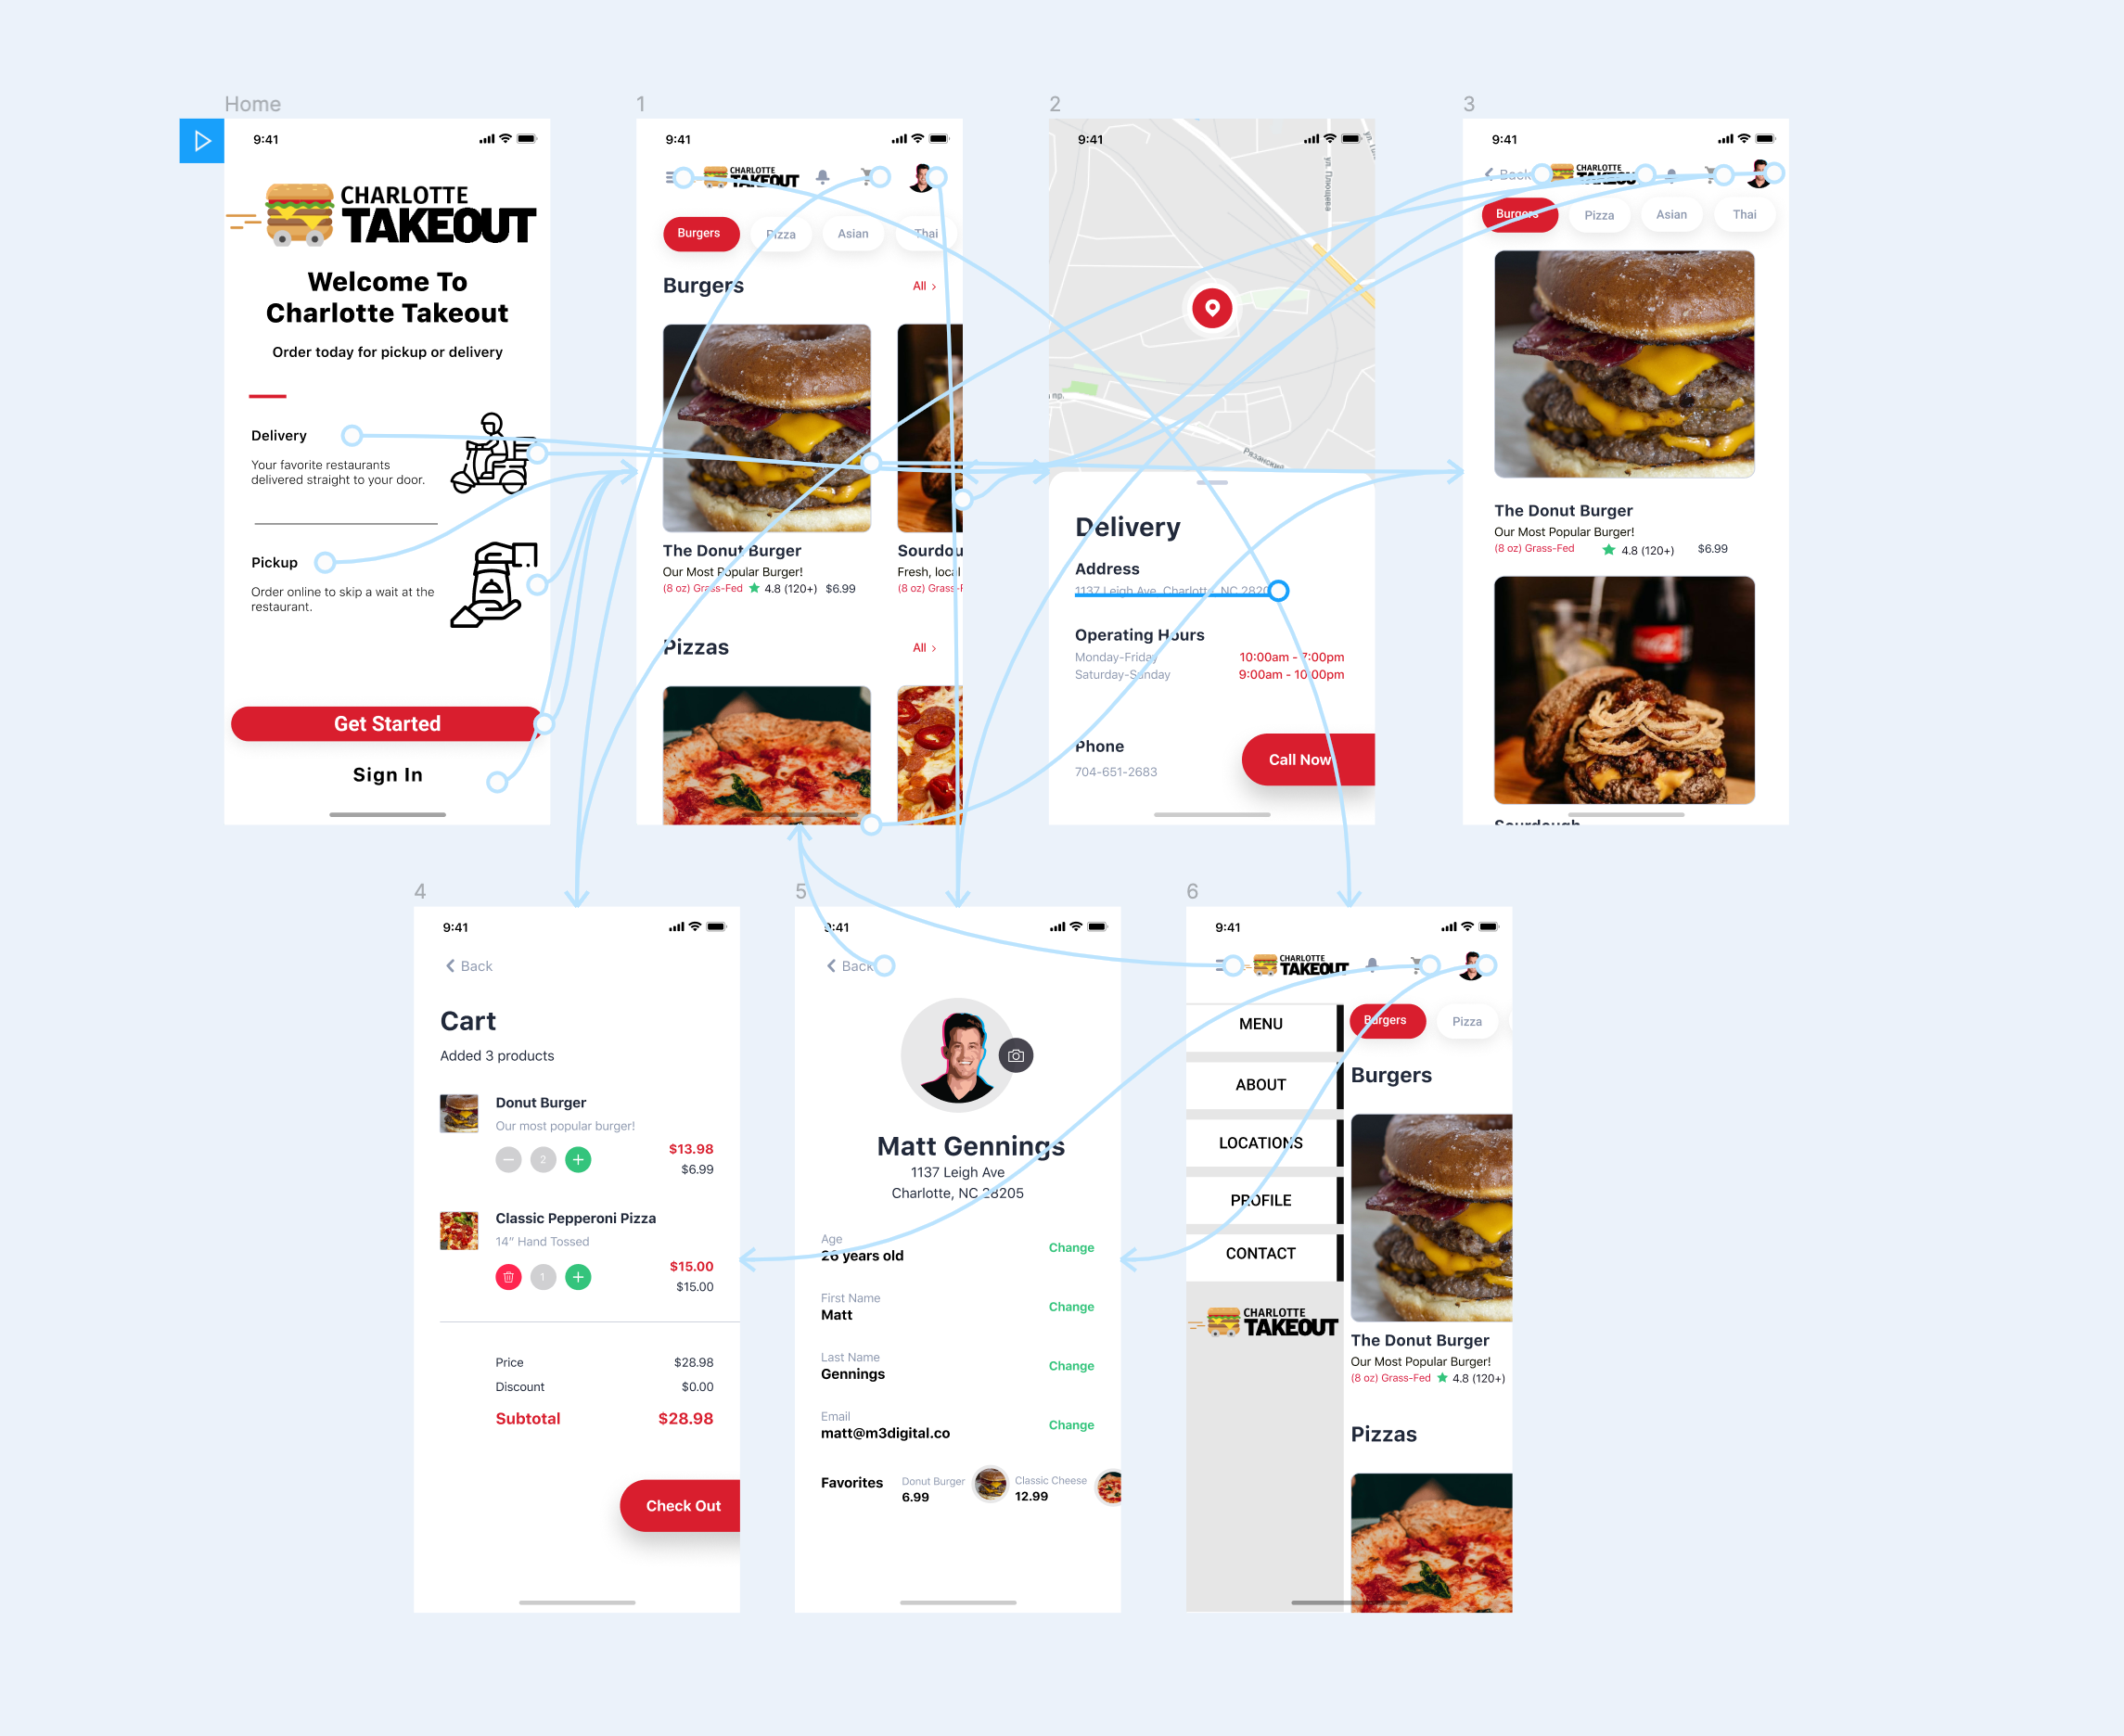 Home
9:41
CHARLOTTE
TAKEOUT
Welcome To
Charlotte Takeout
Order today for pickup or delivery
Delivery
Your favorite restaurants
delivered straight to your door.
Pickup
Order online to skip a wait at the
restaurant.
Get Started
Sign In
1
9:41
CHARLOTTE
TAKEOUT
Burgers Pizza Asian Thai
Burgers All >
The Donut Burger
Our Most Popular Burger!
(8 oz) Grass-Fed 4.8 (120+) $6.99
Sourdou
Fresh, local
(8 oz) Grass-F
Pizzas All >
2
9:41
ул. Плющева
Рязанский
пр.
Delivery
Address
1137 Leigh Ave, Charlotte, NC 2820
Operating Hours
Monday-Friday 10:00am - 7:00pm
Saturday-Sunday 9:00am - 10:00pm
Phone
704-651-2683
Call Now
3
9:41
Back
CHARLOTTE
TAKEOUT
Burgers Pizza Asian Thai
The Donut Burger
Our Most Popular Burger!
(8 oz) Grass-Fed 4.8 (120+) $6.99
Sourdough
4
9:41
Back
Cart
Added 3 products
Donut Burger
Our most popular burger!
2
$13.98
$6.99
Classic Pepperoni Pizza
14" Hand Tossed
1
$15.00
$15.00
Price $28.98
Discount $0.00
Subtotal $28.98
Check Out
5
9:41
Back
Matt Gennings
1137 Leigh Ave
Charlotte, NC 28205
Age
26 years old Change
First Name
Matt Change
Last Name
Gennings Change
Email
matt@m3digital.co Change
Favorites
Donut Burger
6.99
Classic Cheese
12.99
6
9:41
CHARLOTTE
TAKEOUT
MENU
ABOUT
LOCATIONS
PROFILE
CONTACT
CHARLOTTE
TAKEOUT
Burgers Pizza
Burgers
The Donut Burger
Our Most Popular Burger!
(8 oz) Grass-Fed 4.8 (120+)
Pizzas